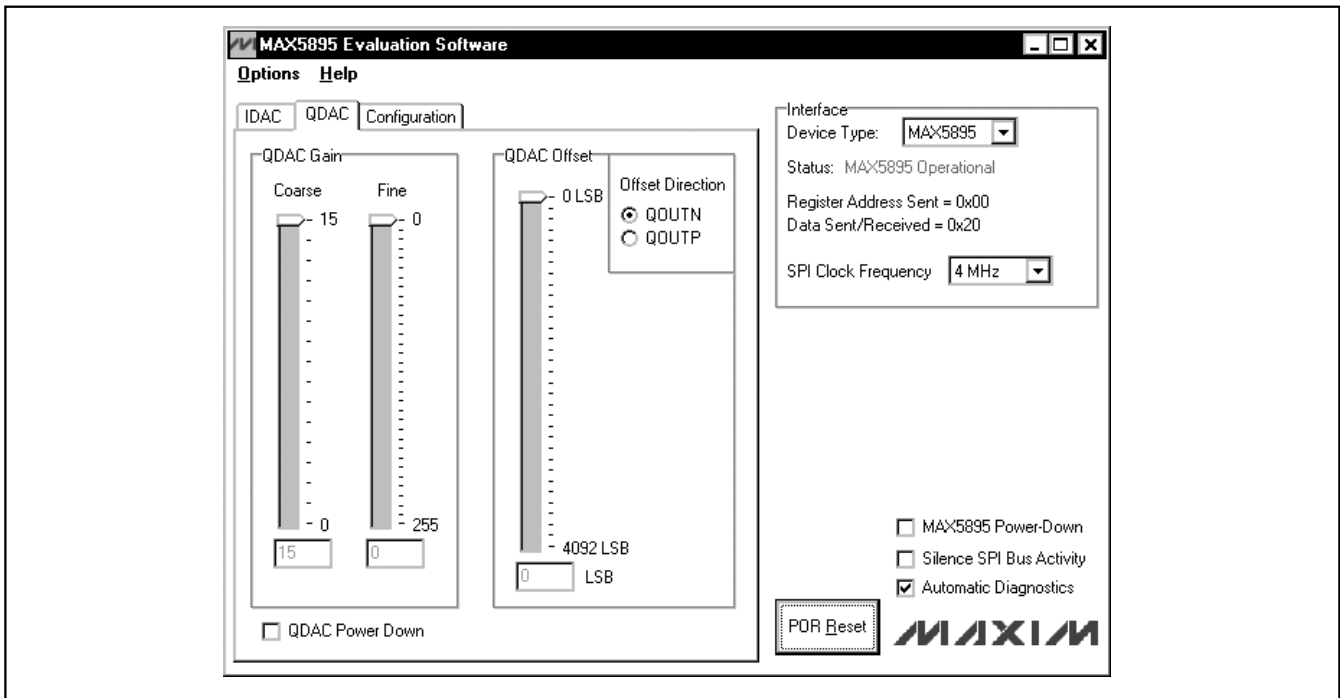 MAX5895 Evaluation Software
Options Help
IDAC QDAC Configuration
QDAC Gain
Coarse Fine
15 0
0 255
15 0
QDAC Power Down
QDAC Offset
0 LSB
4092 LSB
0 LSB
Offset Direction
QOUTN
QOUTP
Interface
Device Type: MAX5895
Status: MAX5895 Operational
Register Address Sent = 0x00
Data Sent/Received = 0x20
SPI Clock Frequency 4 MHz
MAX5895 Power-Down
Silence SPI Bus Activity
Automatic Diagnostics
POR Reset
MAXIM